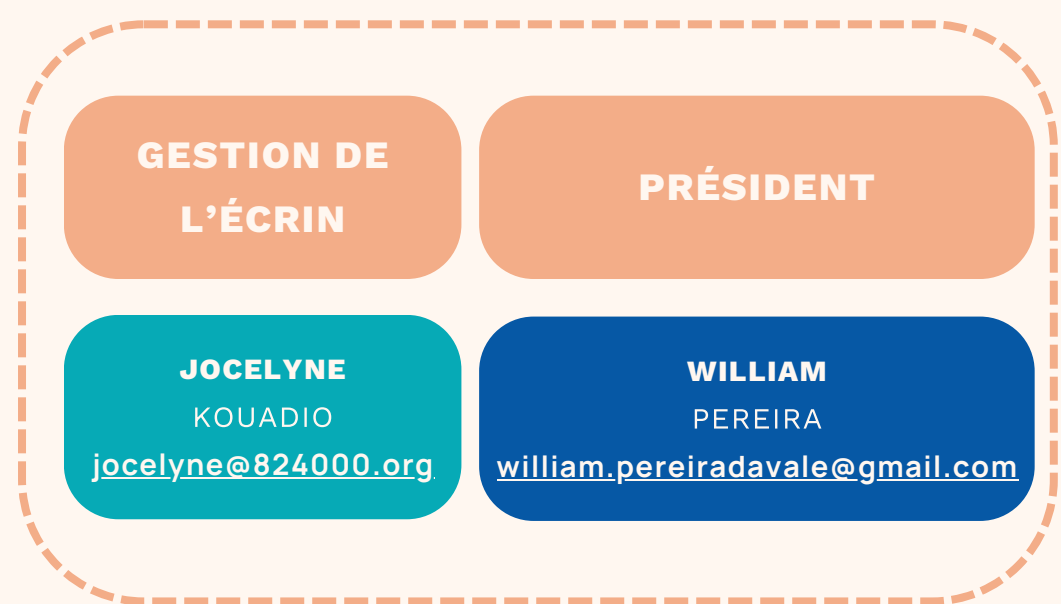 GESTION DE
L’ÉCRIN
PRÉSIDENT
JOCELYNE
KOUADIO
jocelyne@824000.org
WILLIAM
PEREIRA
william.pereiradavale@gmail.com